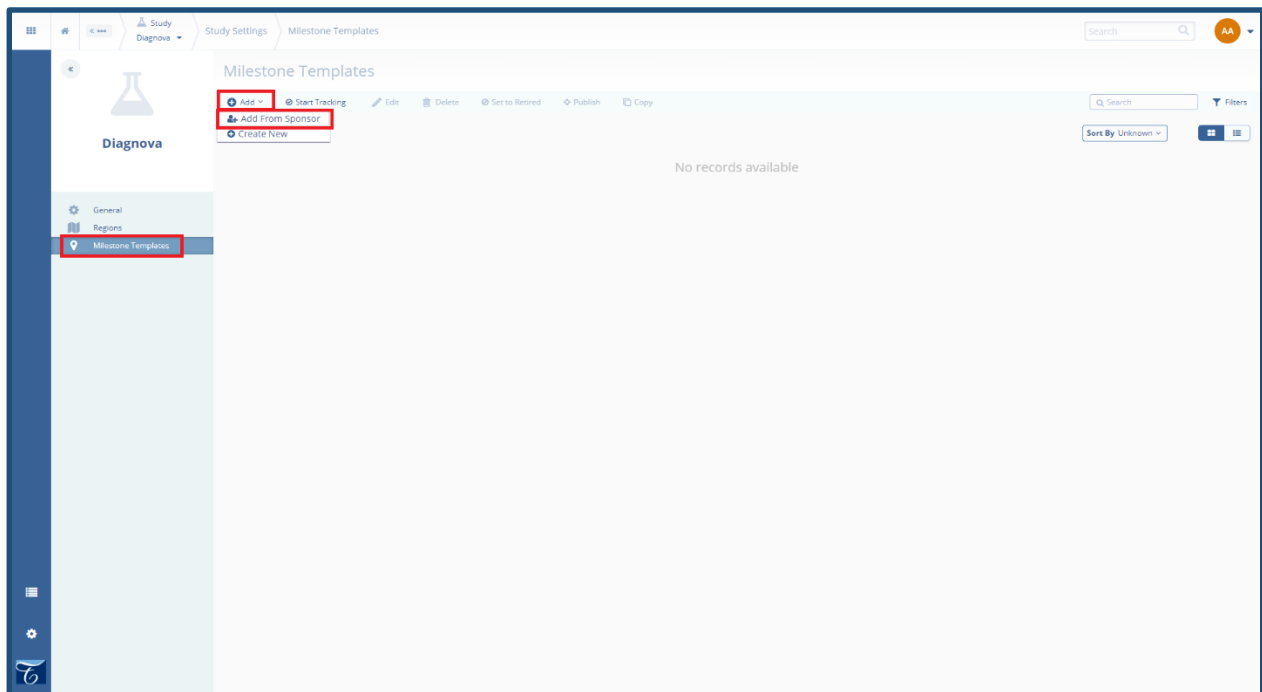 Study
Diagnova
Study Settings
Milestone Templates
Search
AA
Milestone Templates
Add
Start Tracking
Edit
Delete
Set to Retired
Publish
Copy
Search
Filters
Add From Sponsor
Create New
Sort By Unknown
Diagnova
No records available
General
Regions
Milestone Templates